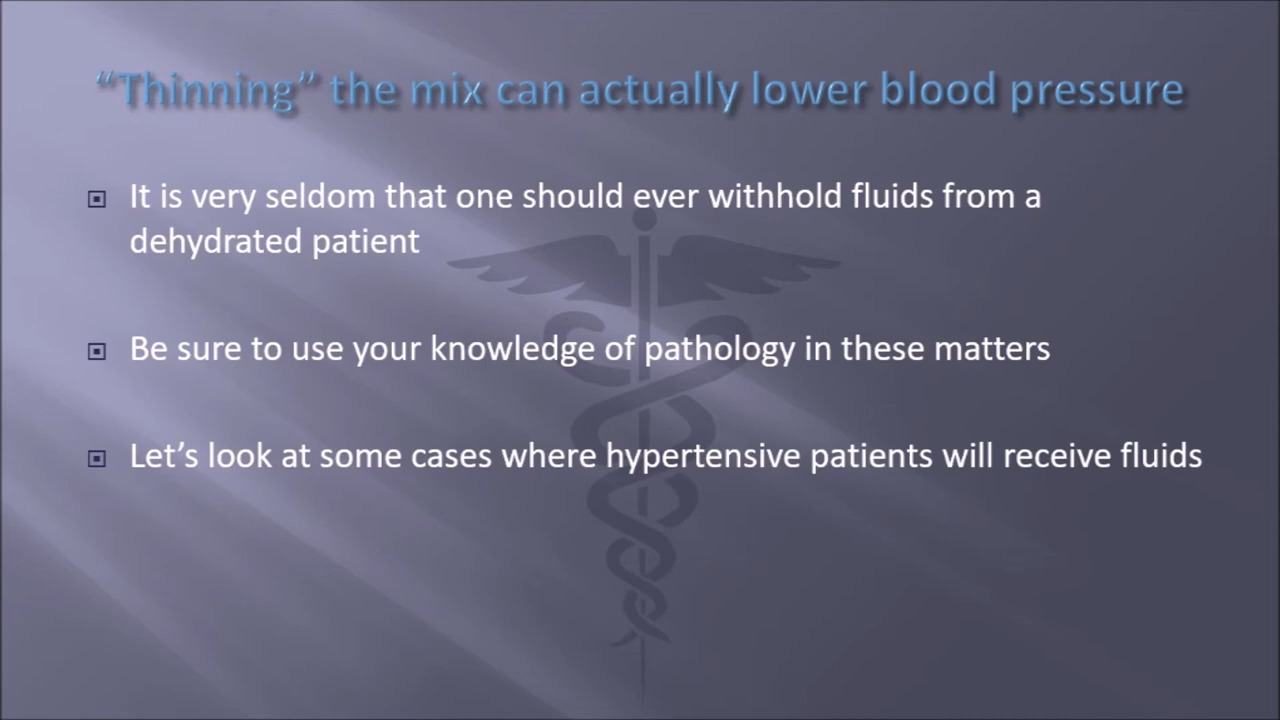 “Thinning” the mix can actually lower blood pressure
It is very seldom that one should ever withhold fluids from a
dehydrated patient
Be sure to use your knowledge of pathology in these matters
Let’s look at some cases where hypertensive patients will receive fluids